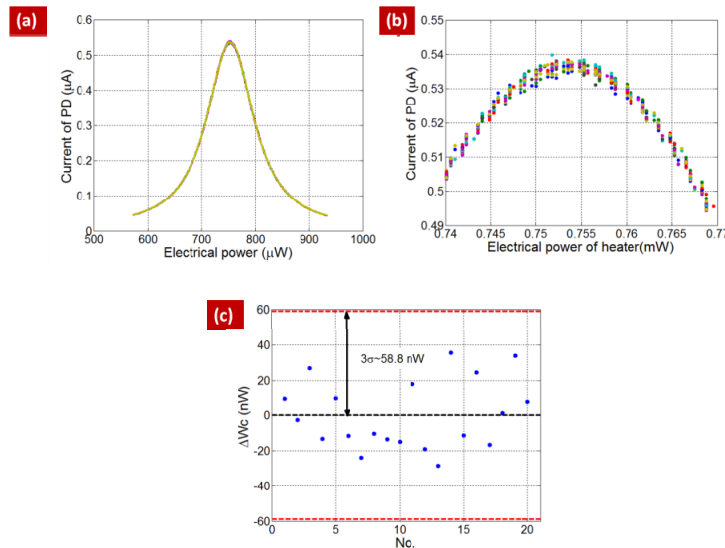 (a)
0.6
0.5
0.4
0.3
0.2
0.1
0
Current of PD (μA)
500 600 700 800 900 1000
Electrical power (μW)
(b)
0.55
0.54
0.53
0.52
0.51
0.5
0.49
Current of PD (μA)
0.74 0.745 0.75 0.755 0.76 0.765 0.77
Electrical power of heater(mW)
(c)
60
40
20
0
-20
-40
-60
ΔWc (nW)
3σ~58.8 nW
0 5 10 15 20
No.